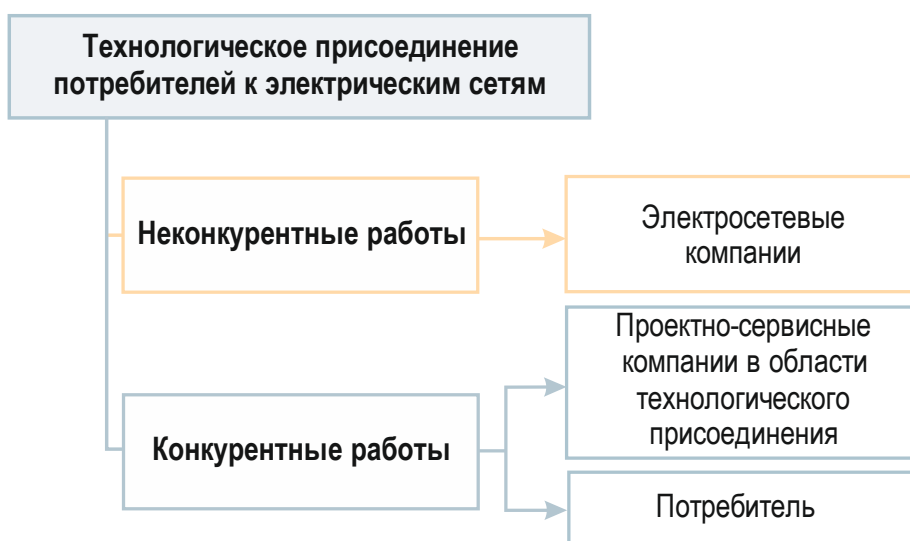 Технологическое присоединение
потребителей к электрическим сетям
Неконкурентные работы
Электросетевые
компании
Проектно-сервисные
компании в области
технологического
присоединения
Конкурентные работы
Потребитель